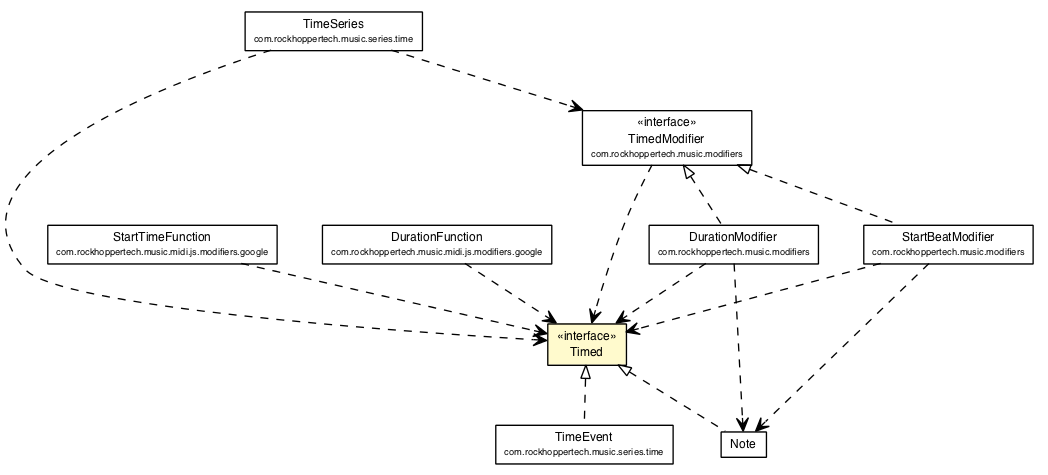 TimeSeries
com.rockhoppertech.music.series.time
«interface»
TimedModifier
com.rockhoppertech.music.modifiers
StartTimeFunction
com.rockhoppertech.music.midi.js.modifiers.google
DurationFunction
com.rockhoppertech.music.midi.js.modifiers.google
DurationModifier
com.rockhoppertech.music.modifiers
StartBeatModifier
com.rockhoppertech.music.modifiers
«interface»
Timed
TimeEvent
com.rockhoppertech.music.series.time
Note